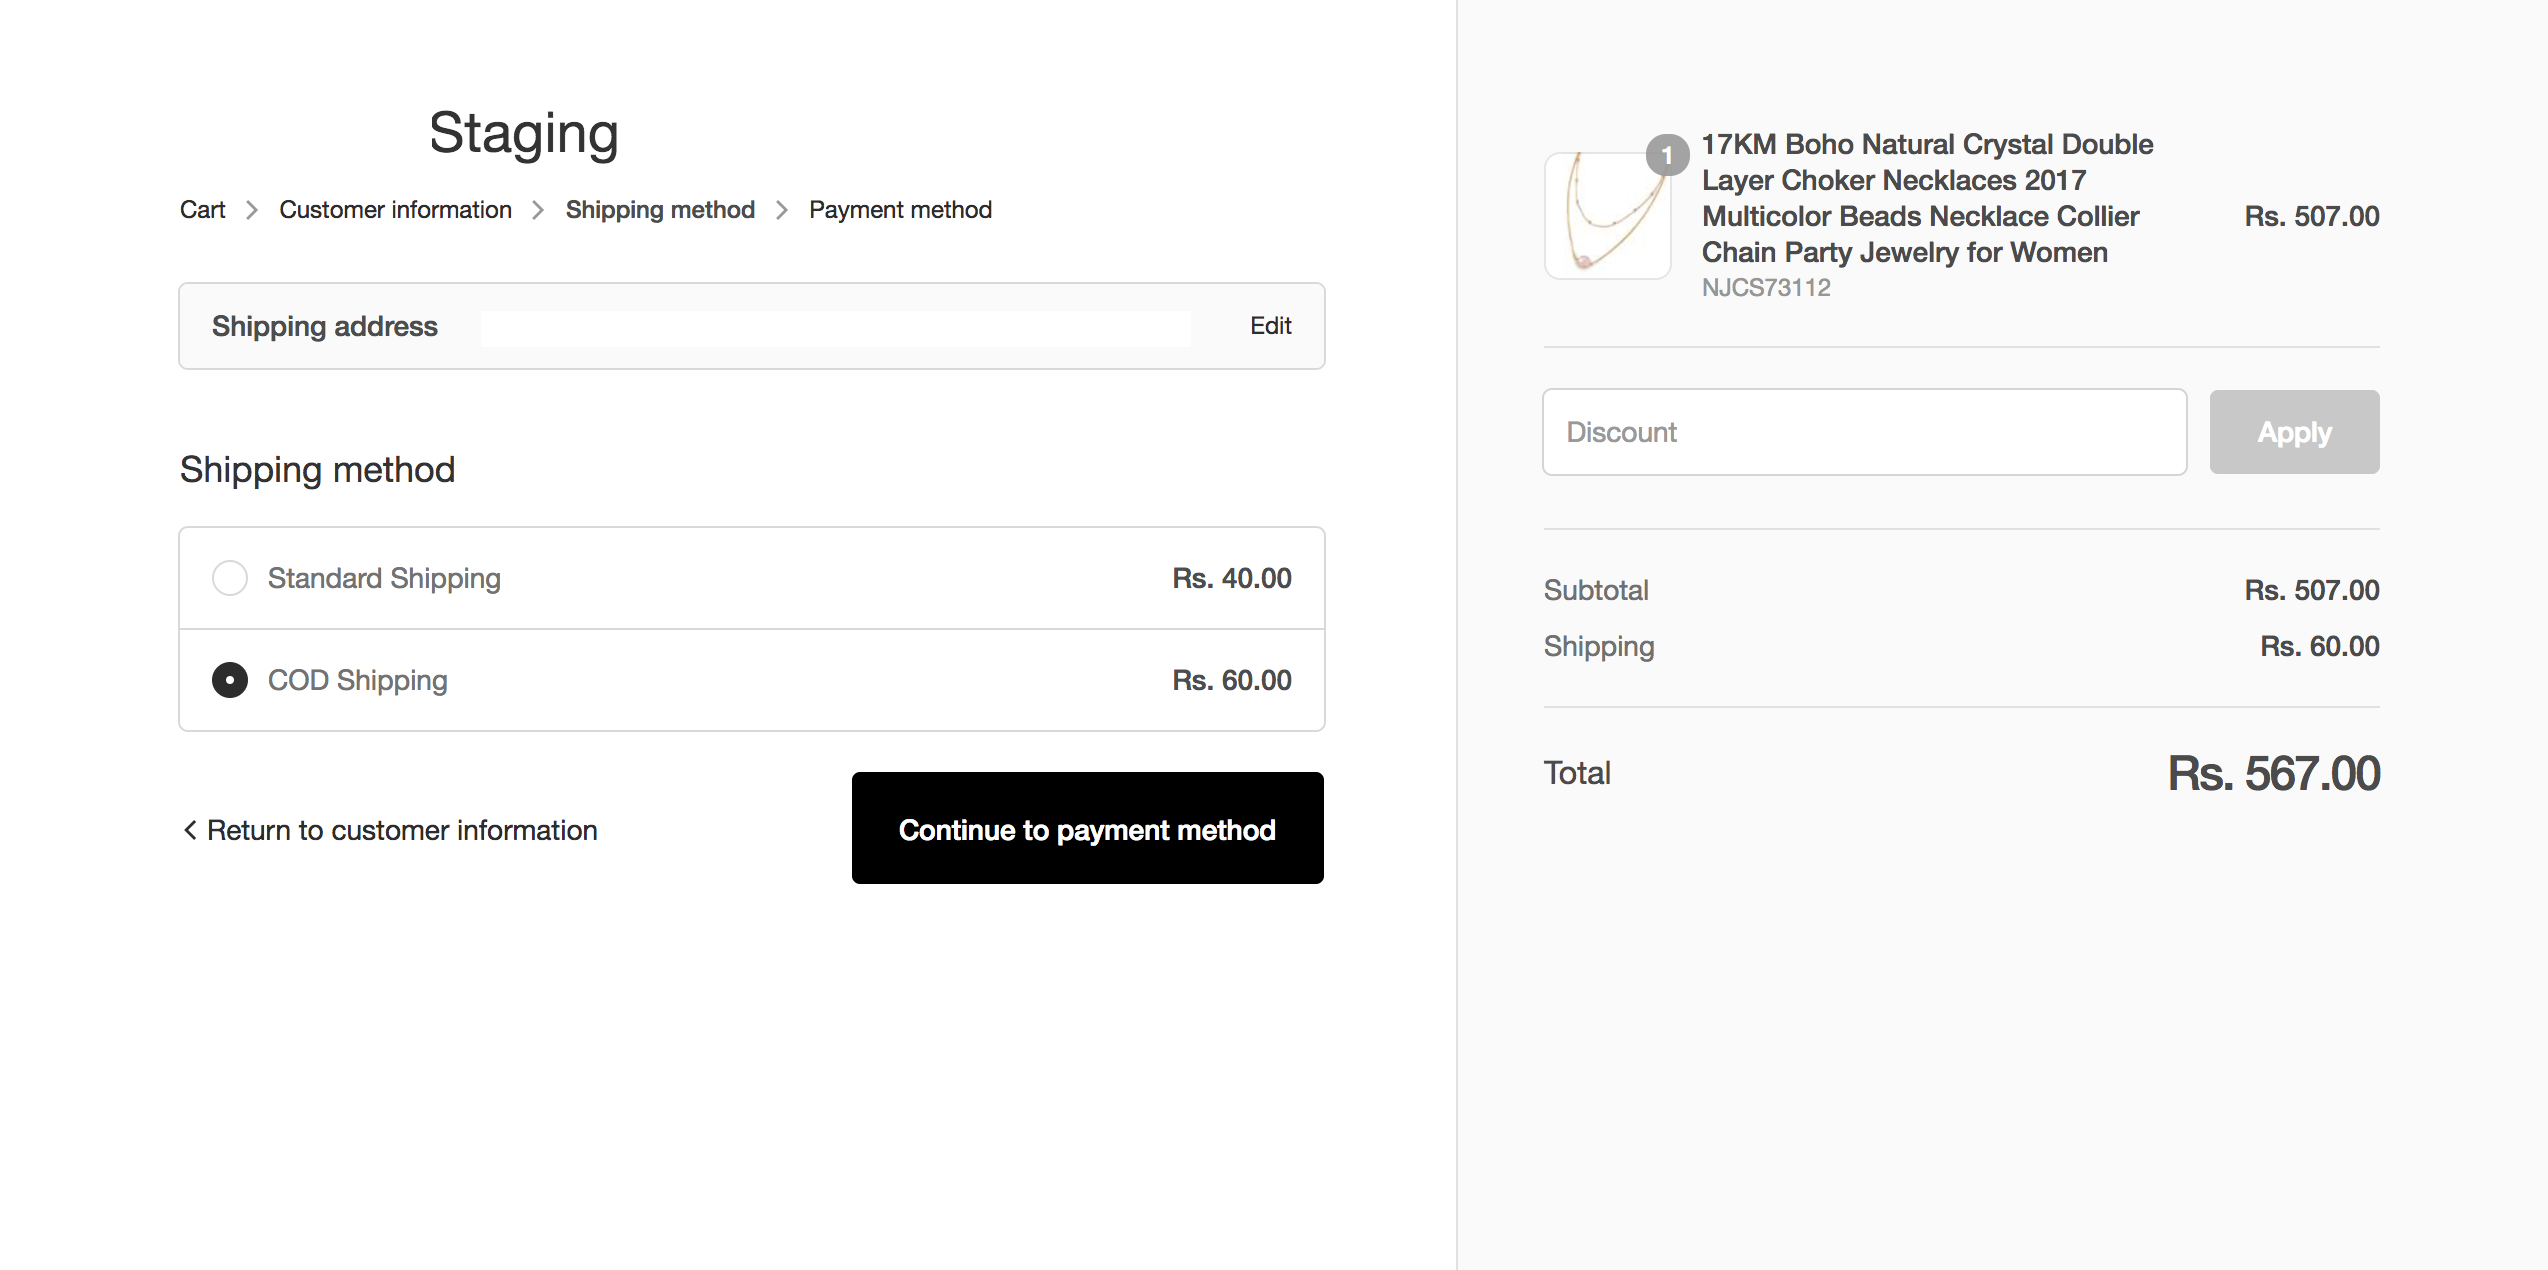 Staging
Cart > Customer information > Shipping method > Payment method
Shipping address Edit
Shipping method
Standard Shipping Rs. 40.00
COD Shipping Rs. 60.00
< Return to customer information
Continue to payment method
1
17KM Boho Natural Crystal Double
Layer Choker Necklaces 2017
Multicolor Beads Necklace Collier
Chain Party Jewelry for Women
NJCS73112
Rs. 507.00
Discount
Apply
Subtotal Rs. 507.00
Shipping Rs. 60.00
Total Rs. 567.00